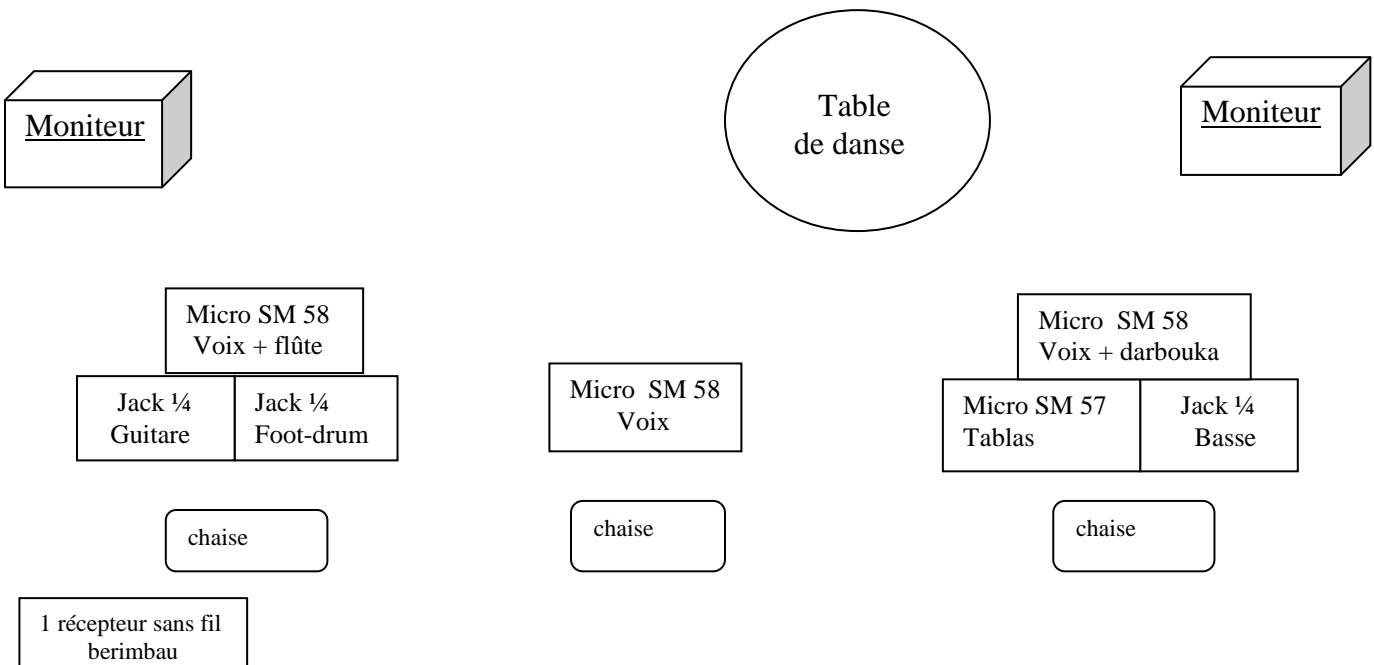 Moniteur
Table
de danse
Moniteur
Micro SM 58
Voix + flûte
Jack ¼
Guitare
Jack ¼
Foot-drum
Micro SM 58
Voix
Micro SM 58
Voix + darbouka
Micro SM 57
Tablas
Jack ¼
Basse
chaise
chaise
chaise
1 récepteur sans fil
berimbau